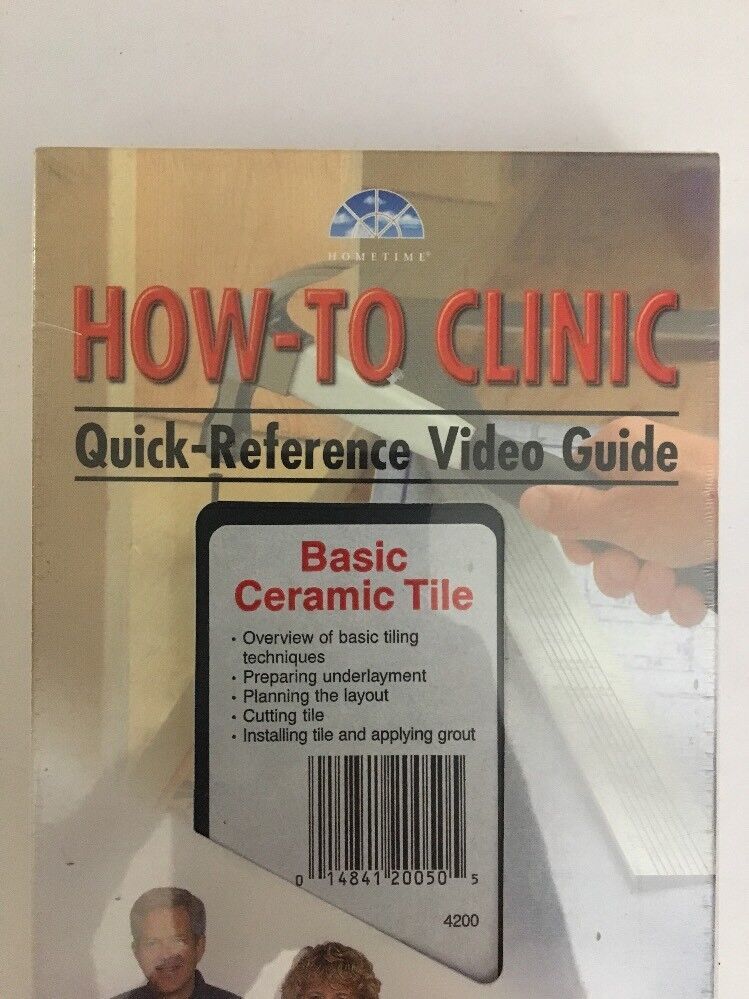 HOMETIME®
HOW-TO CLINIC
Quick-Reference Video Guide
Basic
Ceramic Tile
• Overview of basic tiling
techniques
• Preparing underlayment
• Planning the layout
• Cutting tile
• Installing tile and applying grout
0 14841 20050 5
4200